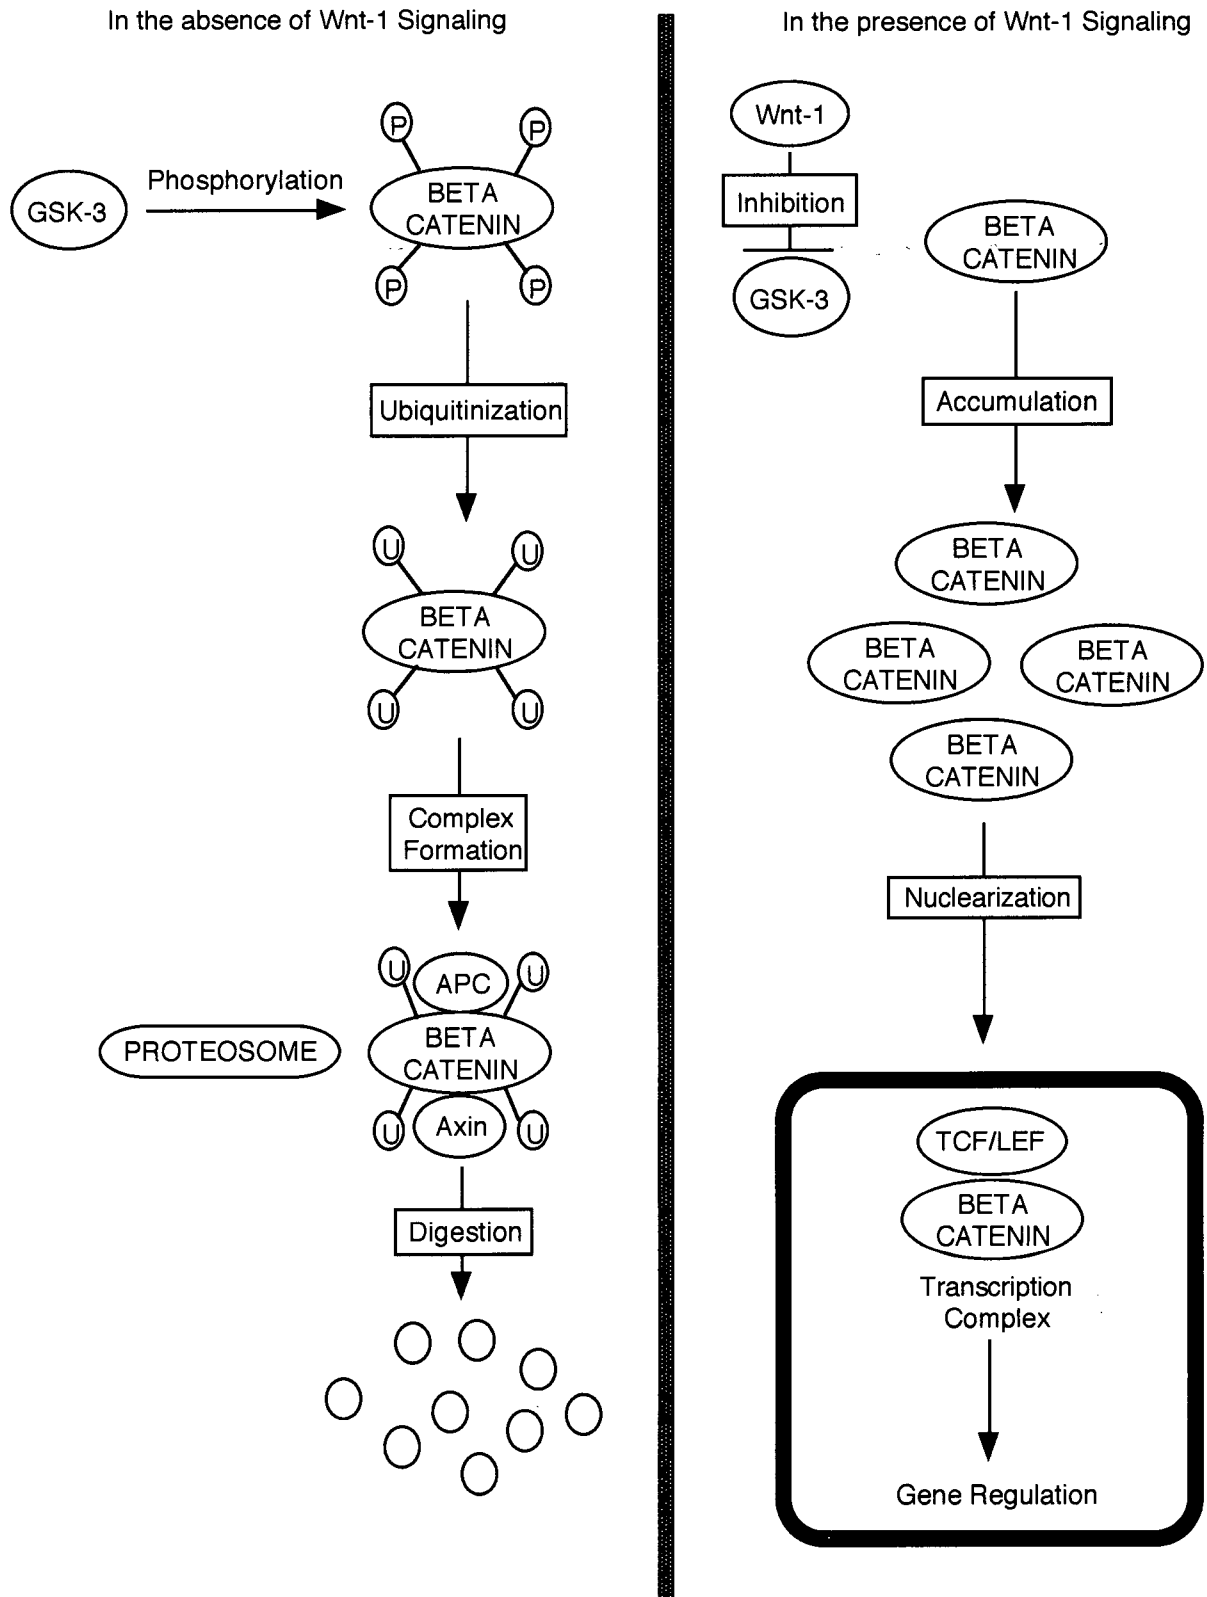 In the absence of Wnt-1 Signaling
P
P
GSK-3
Phosphorylation
BETA
CATENIN
P
P
Ubiquitinization
U
U
BETA
CATENIN
U
U
Complex
Formation
U
APC
U
PROTEOSOME
BETA
CATENIN
U
Axin
U
Digestion
In the presence of Wnt-1 Signaling
Wnt-1
Inhibition
GSK-3
BETA
CATENIN
Accumulation
BETA
CATENIN
BETA
CATENIN
BETA
CATENIN
BETA
CATENIN
Nuclearization
TCF/LEF
BETA
CATENIN
Transcription
Complex
Gene Regulation